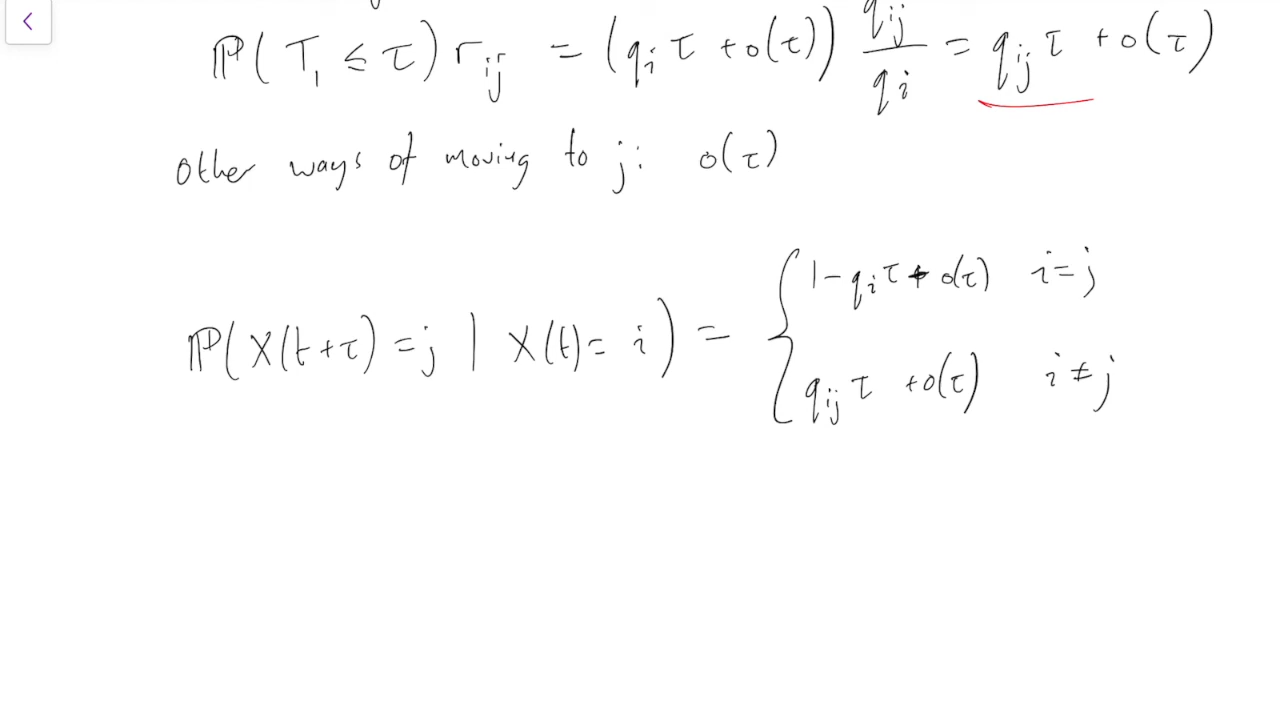 ℙ(T₁ ≤ τ) r_ij = (q_i τ + o(τ)) q_ij / q_i = q_ij τ + o(τ)
other ways of moving to j: o(τ)
ℙ(X(t+τ) = j | X(t) = i) = { 1 - q_i τ + o(τ) i = j
q_ij τ + o(τ) i ≠ j